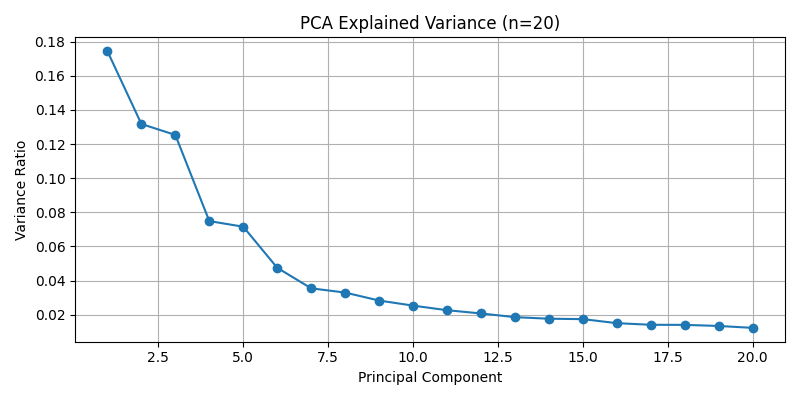 PCA Explained Variance (n=20)
0.18
0.16
0.14
0.12
0.10
0.08
0.06
0.04
0.02
Variance Ratio
2.5 5.0 7.5 10.0 12.5 15.0 17.5 20.0
Principal Component